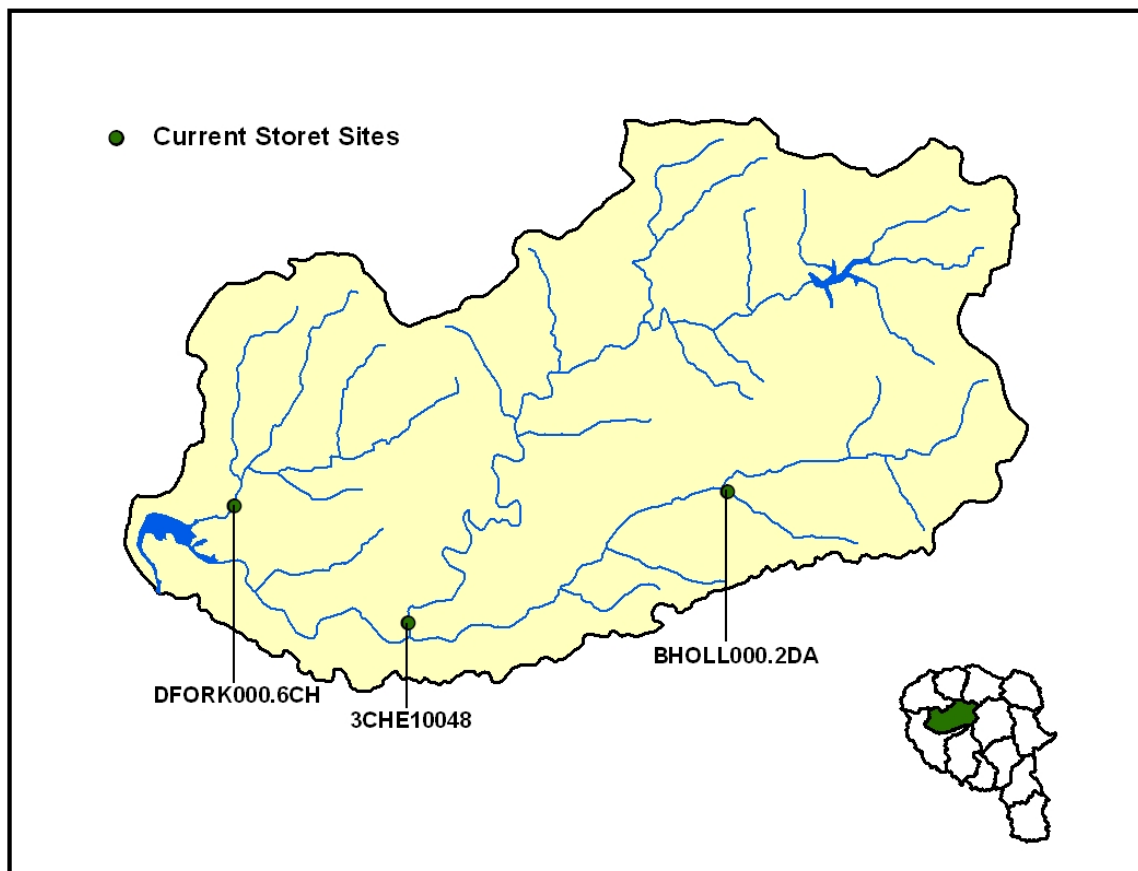 Current Storet Sites
BHOLL000.2DA
DFORK000.6CH
3CHE10048